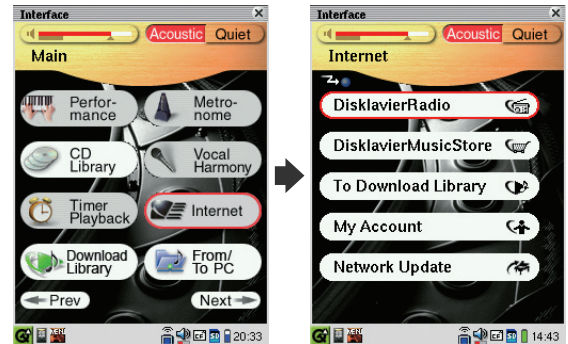 Interface
Acoustic Quiet
Main
Perfor-
mance
Metro-
nome
CD
Library
Vocal
Harmony
Timer
Playback
Internet
Download
Library
From/
To PC
Prev
Next
20:33
Interface
Acoustic Quiet
Internet
DisklavierRadio
DisklavierMusicStore
To Download Library
My Account
Network Update
14:43